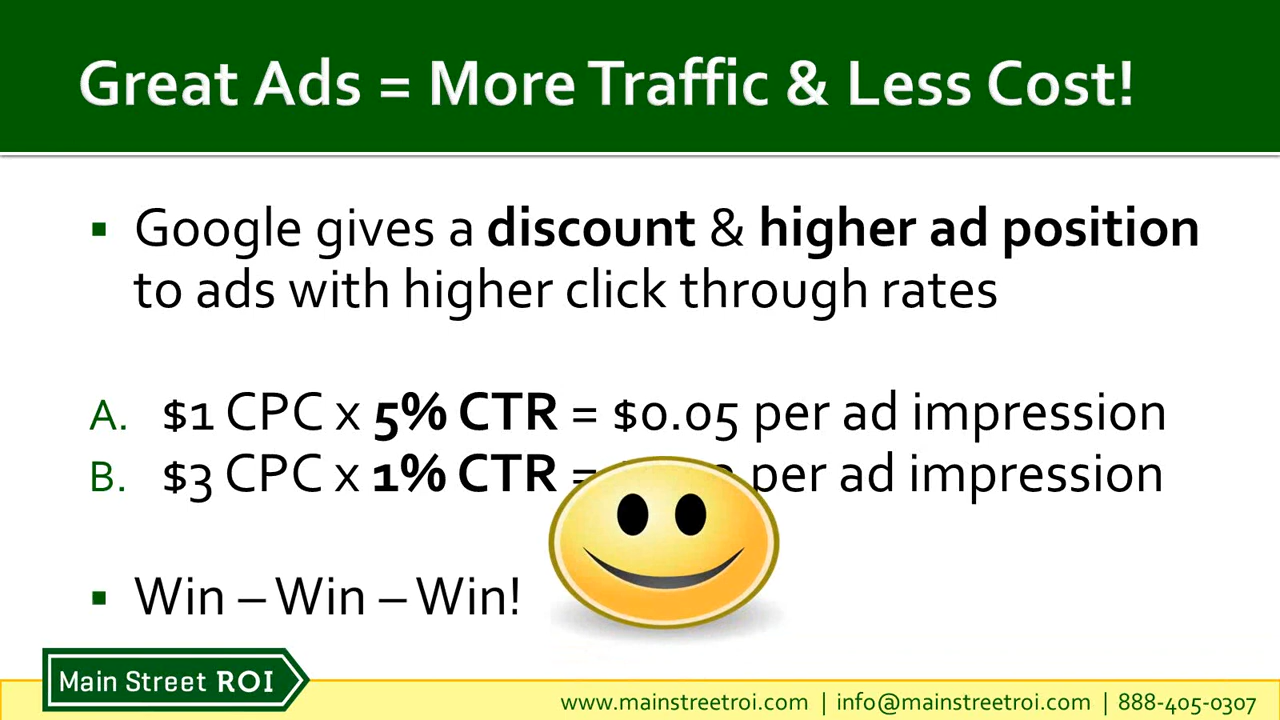 Great Ads = More Traffic & Less Cost!
▪ Google gives a discount & higher ad position
to ads with higher click through rates
A. $1 CPC x 5% CTR = $0.05 per ad impression
B. $3 CPC x 1% CTR = per ad impression
▪ Win – Win – Win!
Main Street ROI
www.mainstreetroi.com | info@mainstreetroi.com | 888-405-0307